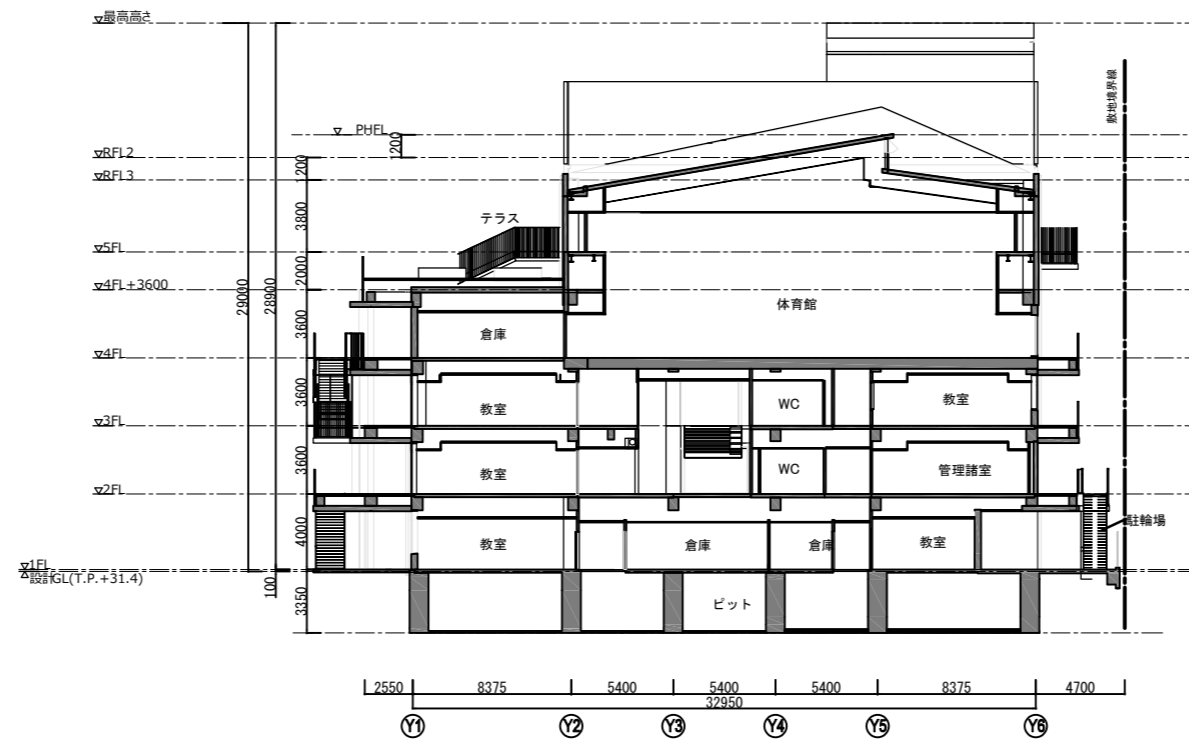 ▽最高高さ
敷地境界線
▽ PHFL
1200
▽RFL2
1200
▽RFL3
3800
テラス
▽5FL
2000
▽4FL+3600
29000
28900
体育館
3600
倉庫
▽4FL
3600
教室
WC
教室
▽3FL
3600
教室
WC
管理諸室
▽2FL
4000
教室
倉庫
倉庫
教室
駐輪場
▽1FL
設計GL(T.P.+31.4)
100
3350
ピット
2550
8375
5400
5400
5400
8375
4700
32950
Y1
Y2
Y3
Y4
Y5
Y6